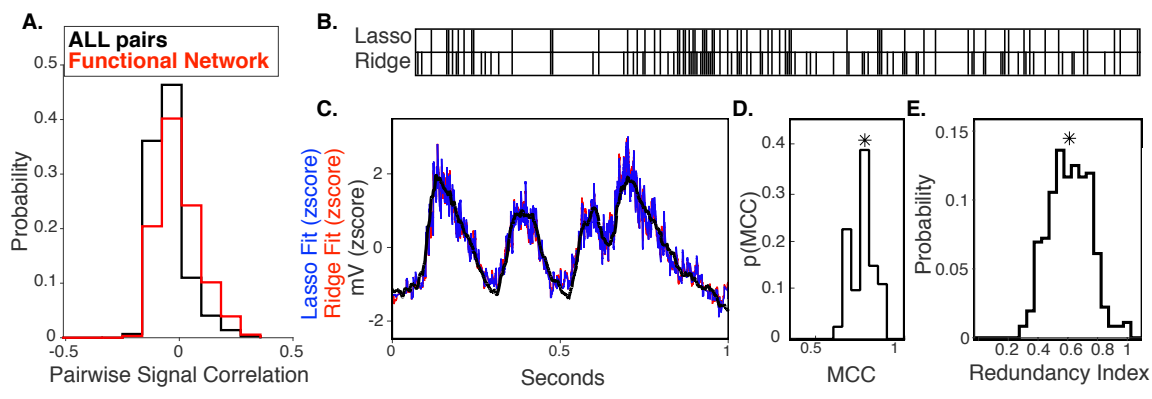 A.
ALL pairs
Functional Network
0.5
0.4
0.3
0.2
0.1
0
-0.5
0
0.5
Probability
Pairwise Signal Correlation
B.
Lasso
Ridge
C.
Lasso Fit (zscore)
Ridge Fit (zscore)
mV (zscore)
2
0
-2
0
0.5
1
Seconds
D.
*
0.4
0.3
0.2
0.1
0
p(MCC)
0.5
1
MCC
E.
*
0.15
0.1
0.05
0
Probability
0.2 0.4 0.6 0.8 1
Redundancy Index